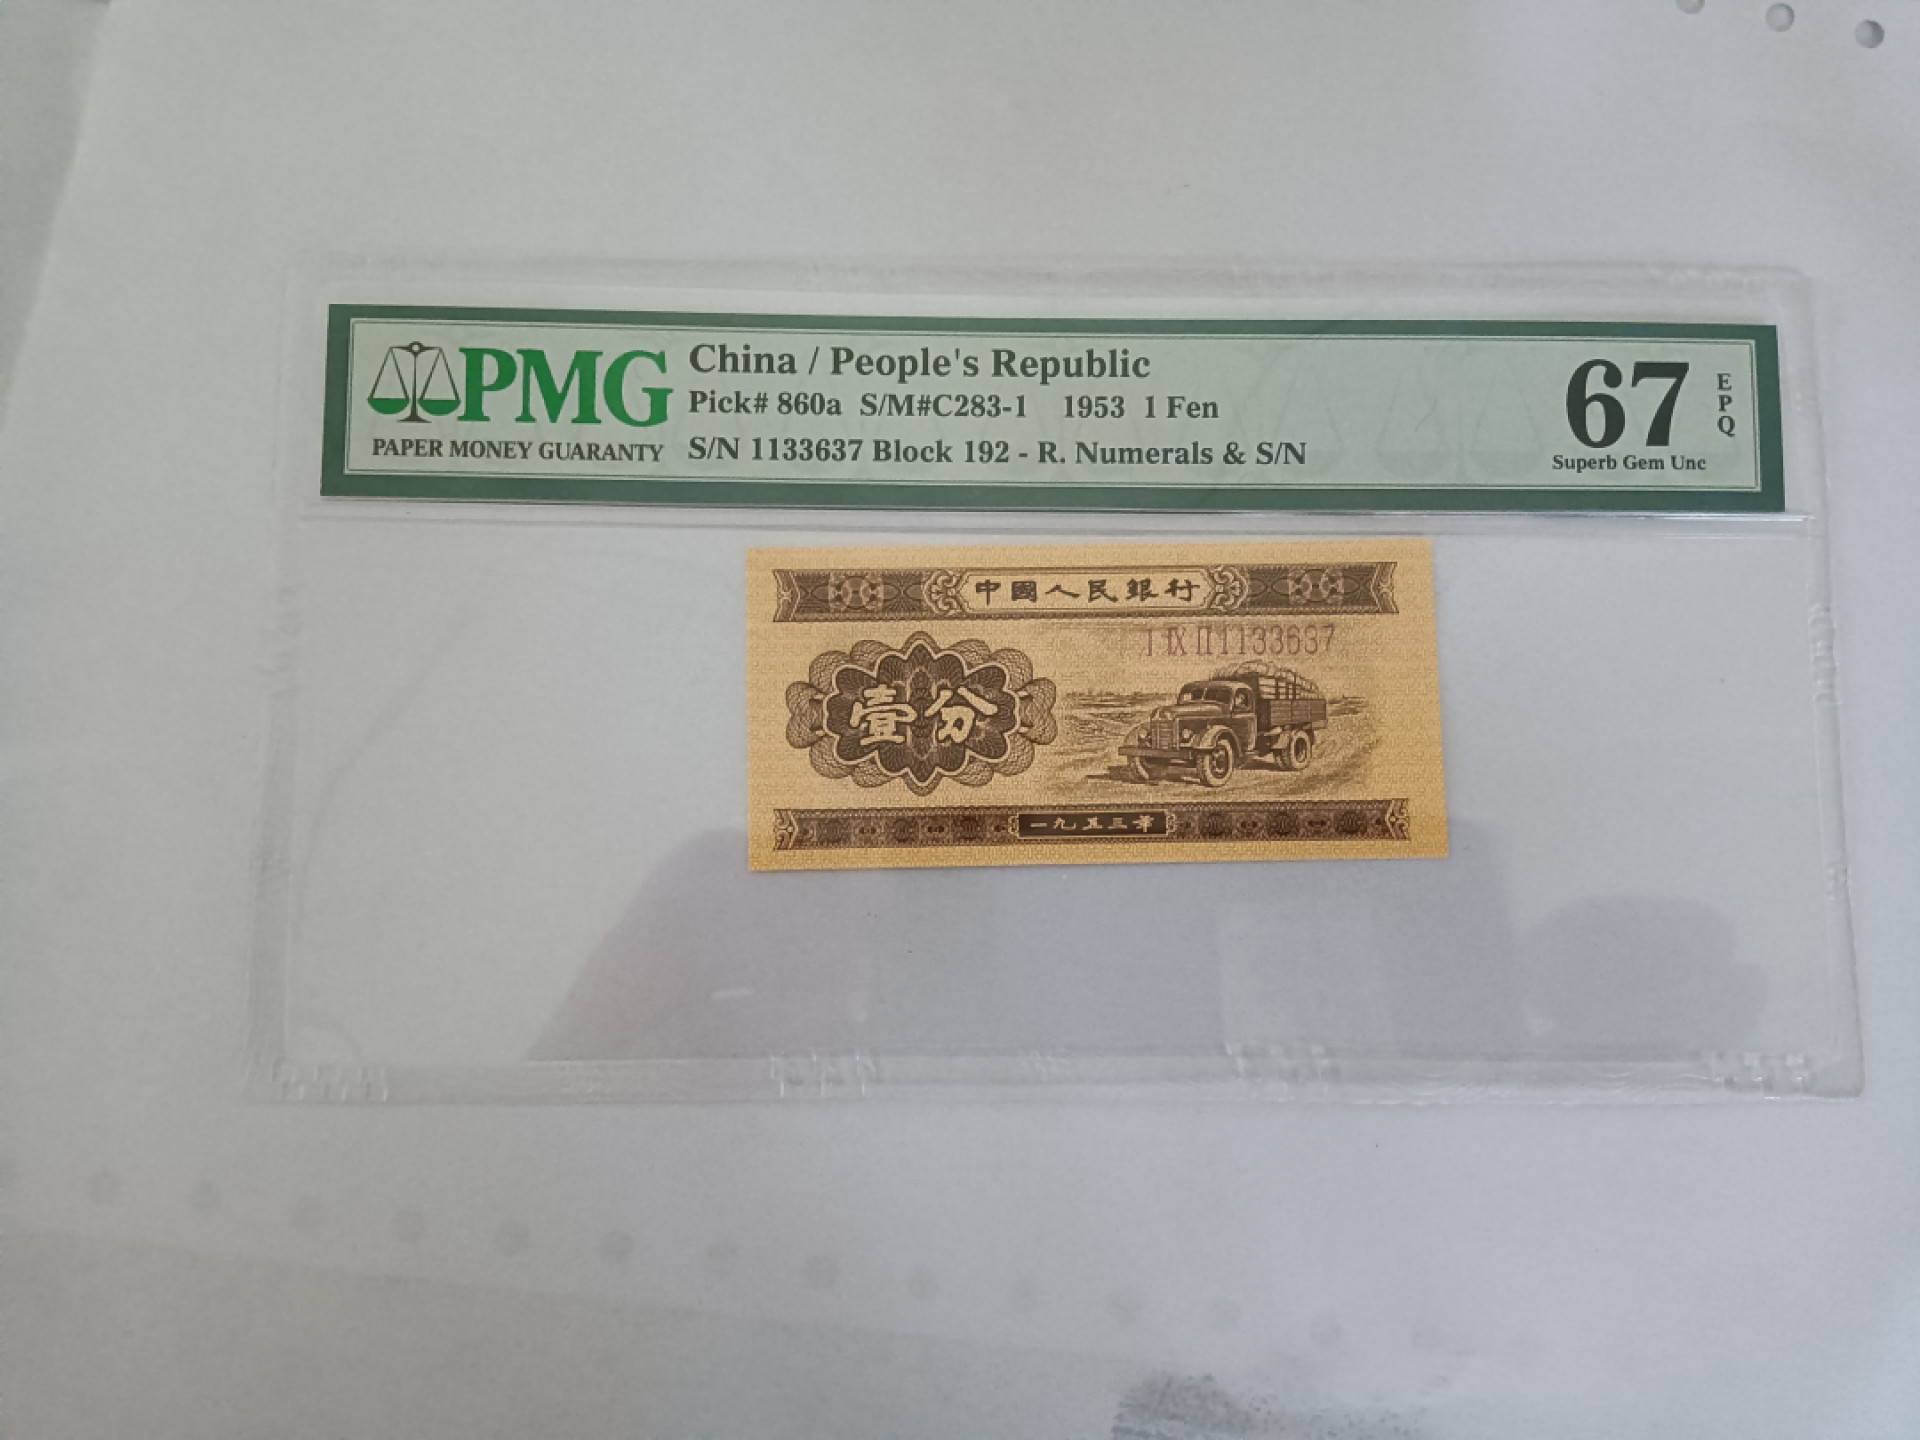 PMG
PAPER MONEY GUARANTY
China / People's Republic
Pick# 860a S/M#C283-1 1953 1 Fen
S/N 1133637 Block 192 - R. Numerals & S/N
67
EPQ
Superb Gem Unc
中國人民銀行
I IX II 1133637
壹分
一九五三年